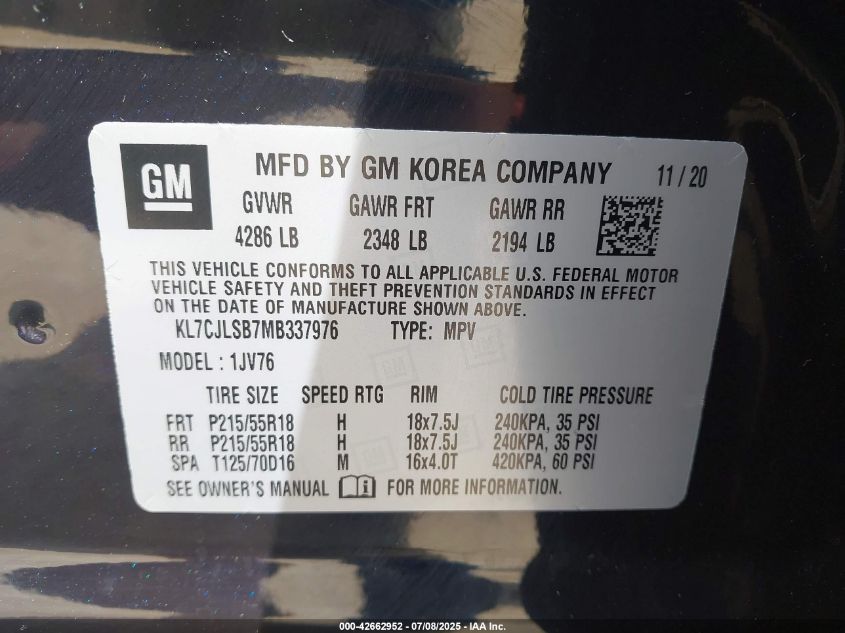 GM
MFD BY GM KOREA COMPANY 11/20
GVWR GAWR FRT GAWR RR
4286 LB 2348 LB 2194 LB
THIS VEHICLE CONFORMS TO ALL APPLICABLE U.S. FEDERAL MOTOR
VEHICLE SAFETY AND THEFT PREVENTION STANDARDS IN EFFECT
ON THE DATE OF MANUFACTURE SHOWN ABOVE.
KL7CJLSB7MB337976 TYPE: MPV
MODEL : 1JV76
TIRE SIZE SPEED RTG RIM COLD TIRE PRESSURE
FRT P215/55R18 H 18x7.5J 240KPA, 35 PSI
RR P215/55R18 H 18x7.5J 240KPA, 35 PSI
SPA T125/70D16 M 16x4.0T 420KPA, 60 PSI
SEE OWNER'S MANUAL FOR MORE INFORMATION.
000-42662952 - 07/08/2025 - IAA Inc.